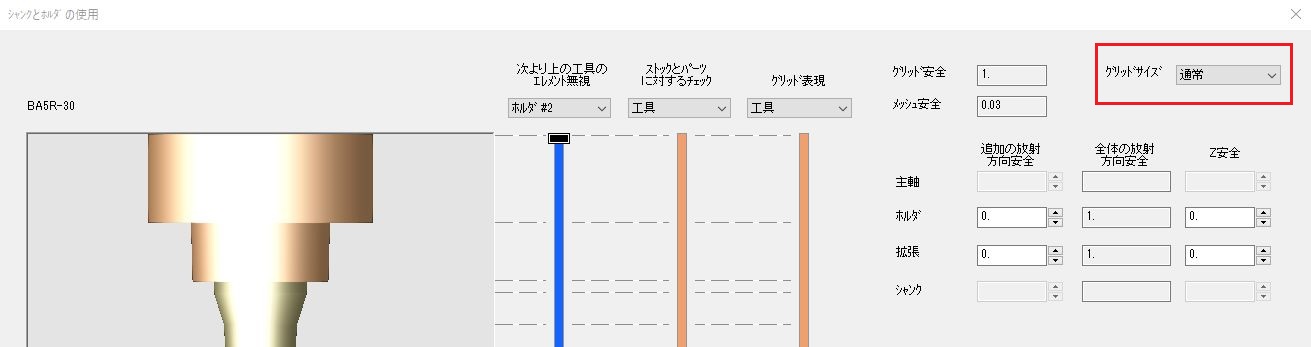 シャンクとホルダの使用
BA5R-30
次より上の工具の
エレメント無視
ホルダ#2
ストックとパーツ
に対するチェック
工具
グリッド表現
工具
グリッド安全
1.
メッシュ安全
0.03
グリッドサイズ
通常
追加の放射
方向安全
全体の放射
方向安全
Z安全
主軸
ホルダ
0.
1.
0.
拡張
0.
1.
0.
シャンク